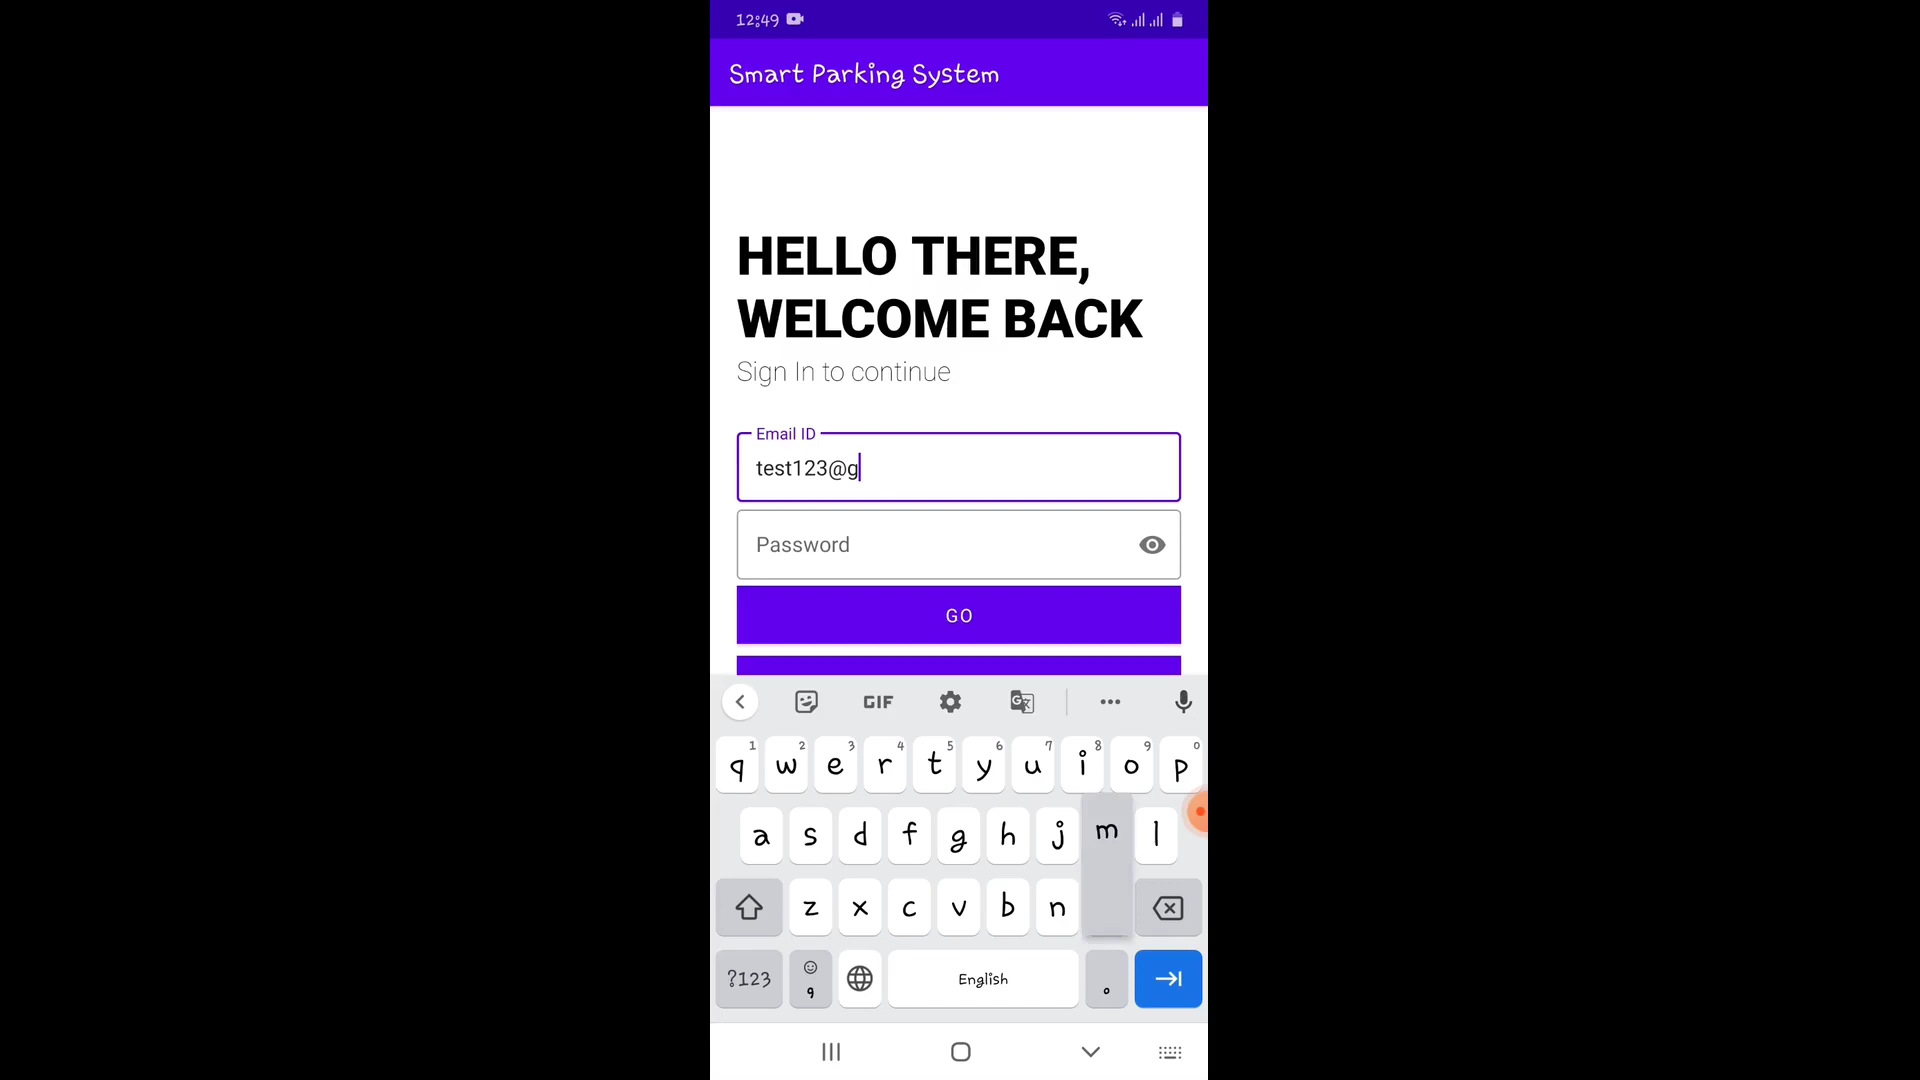 12:49
Smart Parking System
HELLO THERE,
WELCOME BACK
Sign In to continue
Email ID
test123@g
Password
GO
GIF
q 1 w 2 e 3 r 4 t 5 y 6 u 7 i 8 o 9 p 0
a s d f g h j m l
z x c v b n
?123 , English .